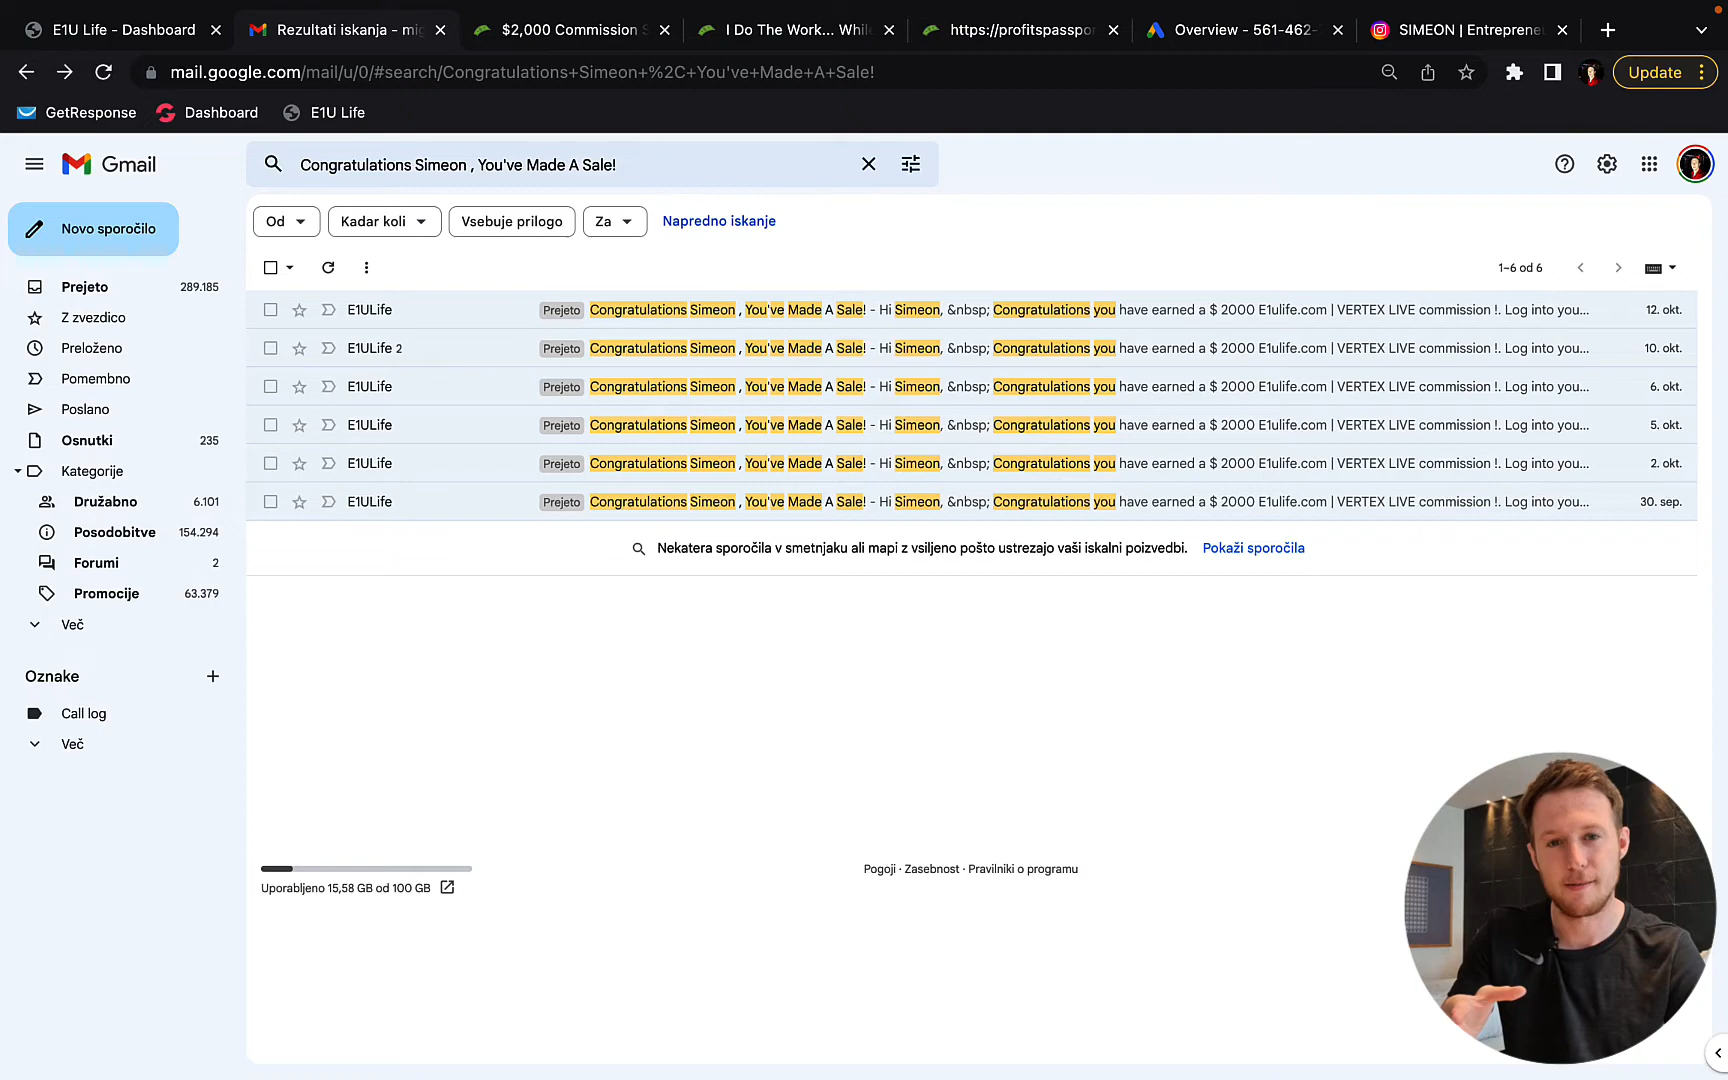 E1U Life - Dashboard
Rezultati iskanja - mig
$2,000 Commission S
I Do The Work... While
https://profitspasspor
Overview - 561-462-
SIMEON | Entrepreneu
mail.google.com/mail/u/0/#search/Congratulations+Simeon+%2C+You've+Made+A+Sale!
Update
GetResponse
Dashboard
E1U Life
Gmail
Congratulations Simeon , You've Made A Sale!
Novo sporočilo
Od
Kadar koli
Vsebuje prilogo
Za
Napredno iskanje
1–6 od 6
Prejeto 289.185
Z zvezdico
Preloženo
Pomembno
Poslano
Osnutki 235
Kategorije
Družabno 6.101
Posodobitve 154.294
Forumi 2
Promocije 63.379
Več
Oznake
Call log
Več
E1ULife Prejeto Congratulations Simeon , You've Made A Sale! - Hi Simeon, &nbsp; Congratulations you have earned a $ 2000 E1ulife.com | VERTEX LIVE commission !. Log into you... 12. okt.
E1ULife 2 Prejeto Congratulations Simeon , You've Made A Sale! - Hi Simeon, &nbsp; Congratulations you have earned a $ 2000 E1ulife.com | VERTEX LIVE commission !. Log into you... 10. okt.
E1ULife Prejeto Congratulations Simeon , You've Made A Sale! - Hi Simeon, &nbsp; Congratulations you have earned a $ 2000 E1ulife.com | VERTEX LIVE commission !. Log into you... 6. okt.
E1ULife Prejeto Congratulations Simeon , You've Made A Sale! - Hi Simeon, &nbsp; Congratulations you have earned a $ 2000 E1ulife.com | VERTEX LIVE commission !. Log into you... 5. okt.
E1ULife Prejeto Congratulations Simeon , You've Made A Sale! - Hi Simeon, &nbsp; Congratulations you have earned a $ 2000 E1ulife.com | VERTEX LIVE commission !. Log into you... 2. okt.
E1ULife Prejeto Congratulations Simeon , You've Made A Sale! - Hi Simeon, &nbsp; Congratulations you have earned a $ 2000 E1ulife.com | VERTEX LIVE commission !. Log into you... 30. sep.
Nekatera sporočila v smetnjaku ali mapi z vsiljeno pošto ustrezajo vaši iskalni poizvedbi. Pokaži sporočila
Uporabljeno 15,58 GB od 100 GB
Pogoji · Zasebnost · Pravilniki o programu